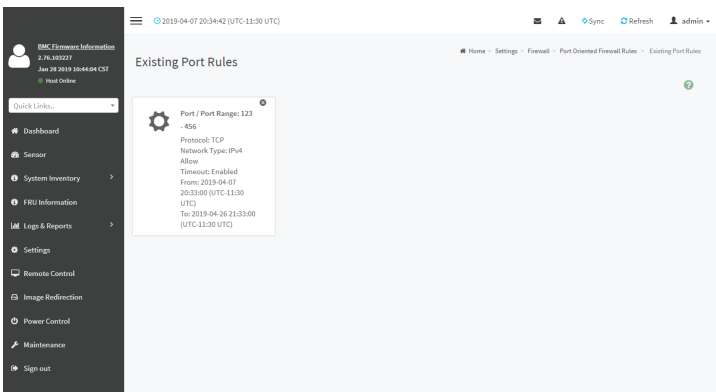 2019-04-07 20:34:42 (UTC-11:30 UTC)
Sync
Refresh
admin
BMC Firmware Information
2.76.103227
Jan 28 2019 10:44:04 CST
Host Online
Quick Links..
Dashboard
Sensor
System Inventory
FRU Information
Logs & Reports
Settings
Remote Control
Image Redirection
Power Control
Maintenance
Sign out
Existing Port Rules
Home > Settings > Firewall > Port Oriented Firewall Rules > Existing Port Rules
Port / Port Range: 123
- 456
Protocol: TCP
Network Type: IPv4
Allow
Timeout: Enabled
From: 2019-04-07
20:33:00 (UTC-11:30
UTC)
To: 2019-04-26 21:33:00
(UTC-11:30 UTC)